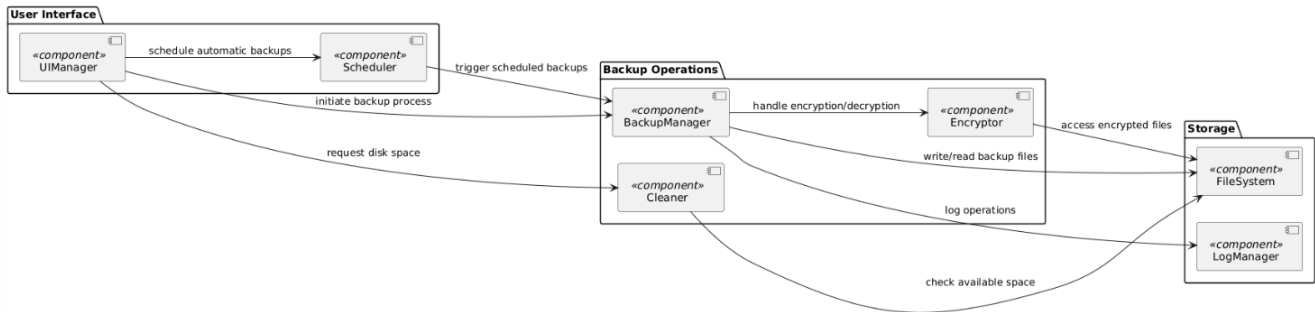 User Interface
«component»
UIManager
schedule automatic backups
«component»
Scheduler
trigger scheduled backups
initiate backup process
request disk space
Backup Operations
«component»
BackupManager
handle encryption/decryption
«component»
Encryptor
access encrypted files
write/read backup files
«component»
Cleaner
log operations
check available space
Storage
«component»
FileSystem
«component»
LogManager